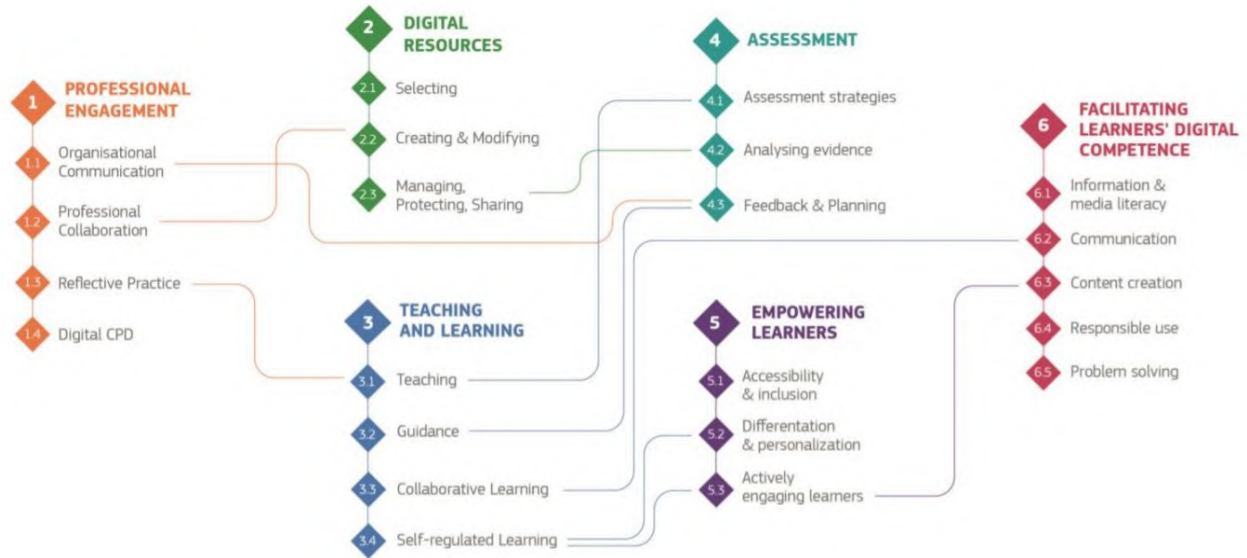 1
PROFESSIONAL
ENGAGEMENT
1.1
Organisational
Communication
1.2
Professional
Collaboration
1.3
Reflective Practice
1.4
Digital CPD
2
DIGITAL
RESOURCES
2.1
Selecting
2.2
Creating & Modifying
2.3
Managing,
Protecting, Sharing
3
TEACHING
AND LEARNING
3.1
Teaching
3.2
Guidance
3.3
Collaborative Learning
3.4
Self-regulated Learning
4
ASSESSMENT
4.1
Assessment strategies
4.2
Analysing evidence
4.3
Feedback & Planning
5
EMPOWERING
LEARNERS
5.1
Accessibility
& inclusion
5.2
Differentation
& personalization
5.3
Actively
engaging learners
6
FACILITATING
LEARNERS' DIGITAL
COMPETENCE
6.1
Information &
media literacy
6.2
Communication
6.3
Content creation
6.4
Responsible use
6.5
Problem solving